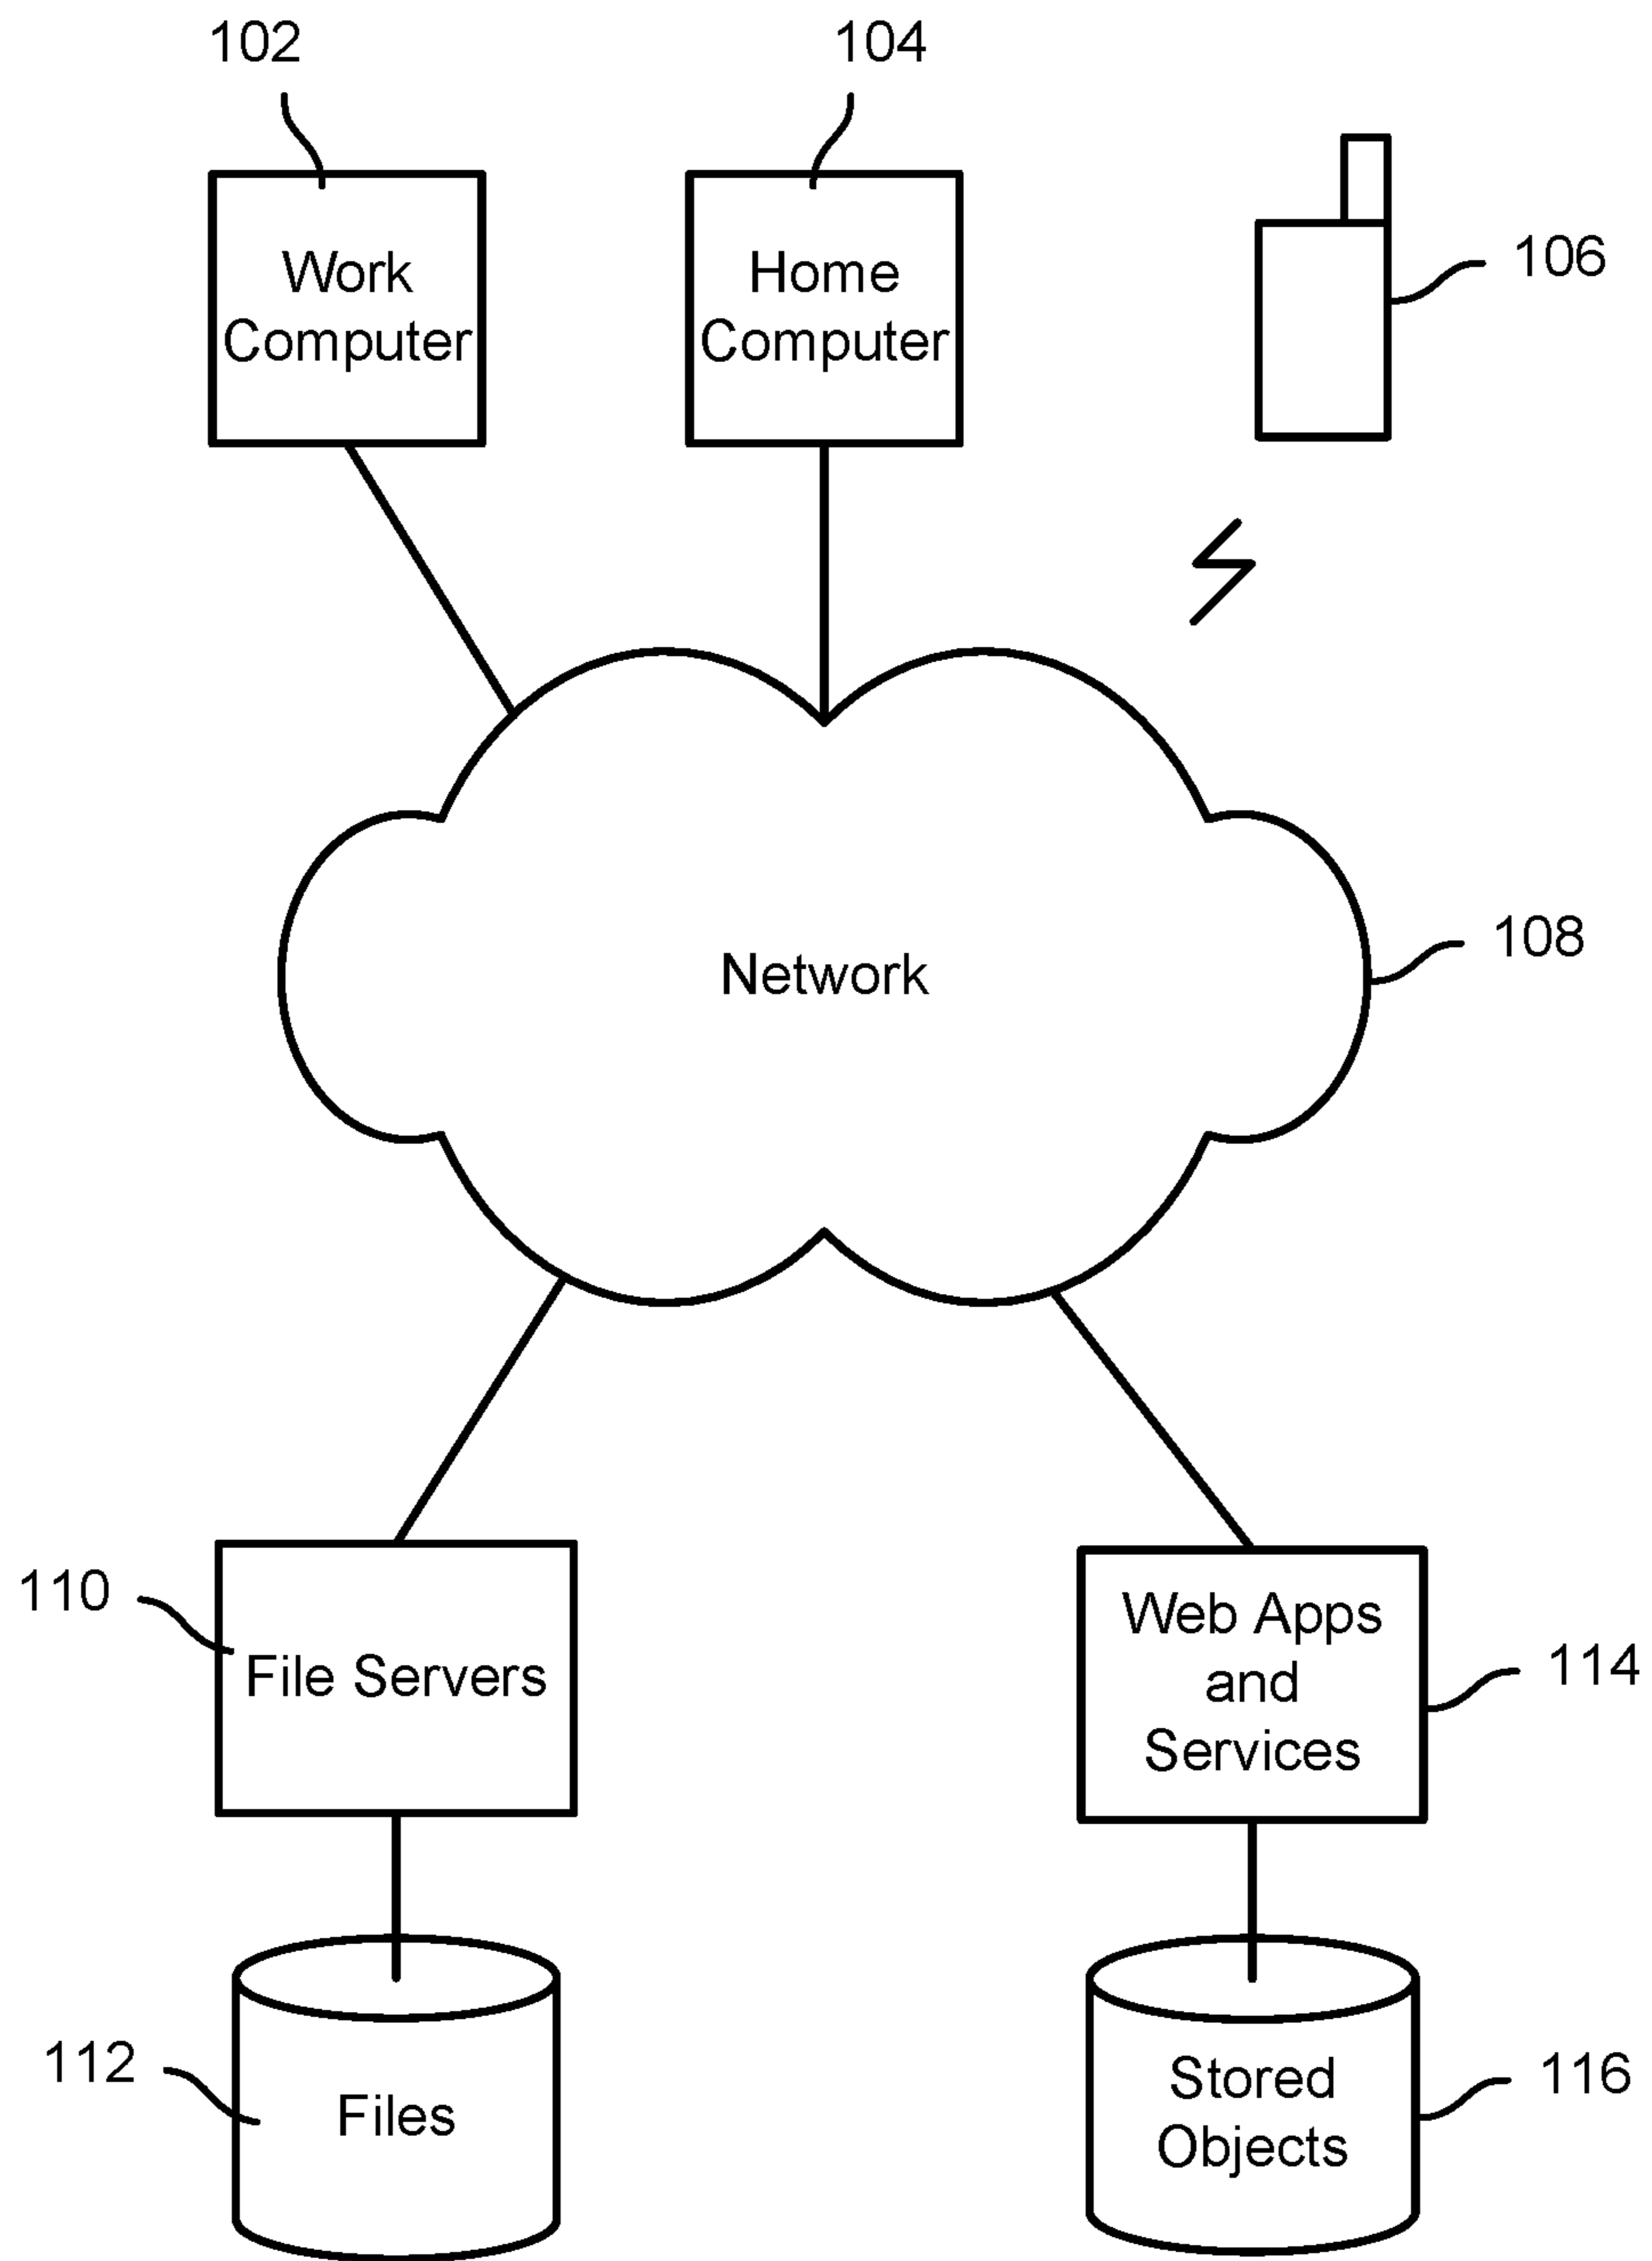 102
104
Work
Computer
Home
Computer
106
Network
108
110
File Servers
Web Apps
and
Services
114
112
Files
Stored
Objects
116